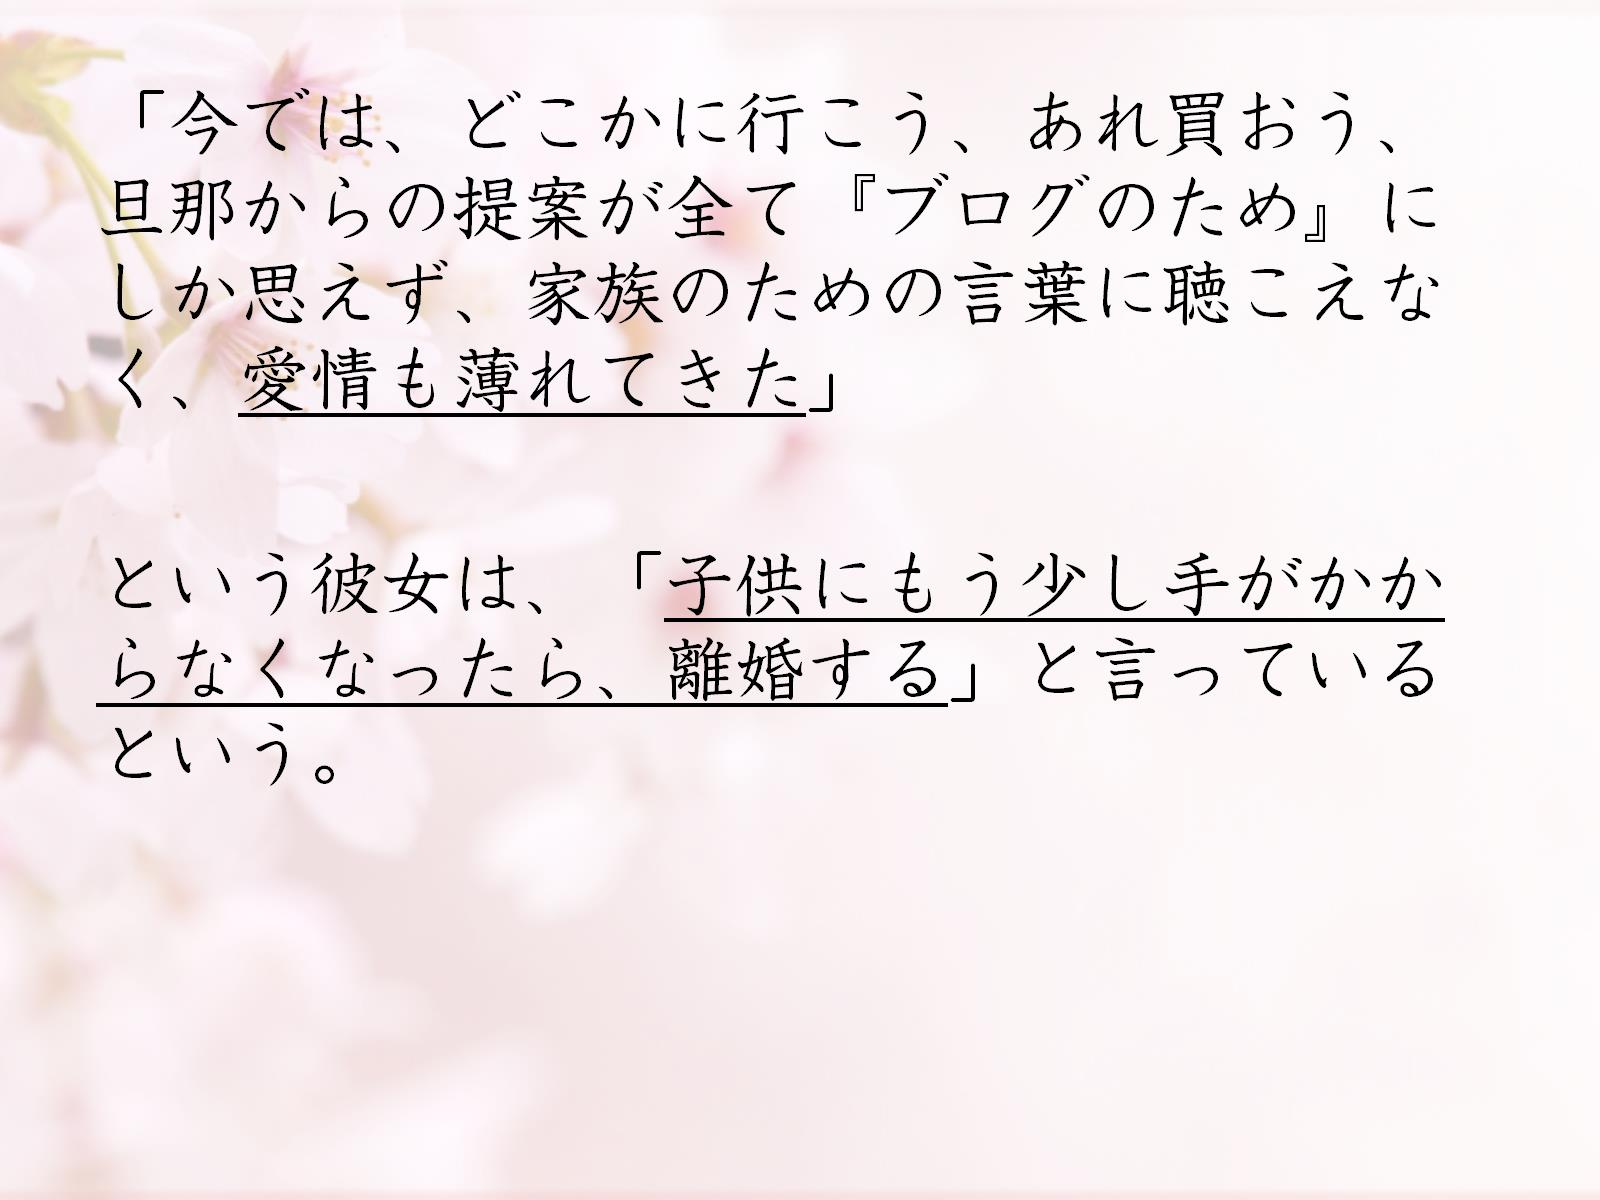 「今では、どこかに行こう、あれ買おう、
旦那からの提案が全て『ブログのため』に
しか思えず、家族のための言葉に聴こえな
く、愛情も薄れてきた」
という彼女は、「子供にもう少し手がかか
らなくなったら、離婚する」と言っている
という。